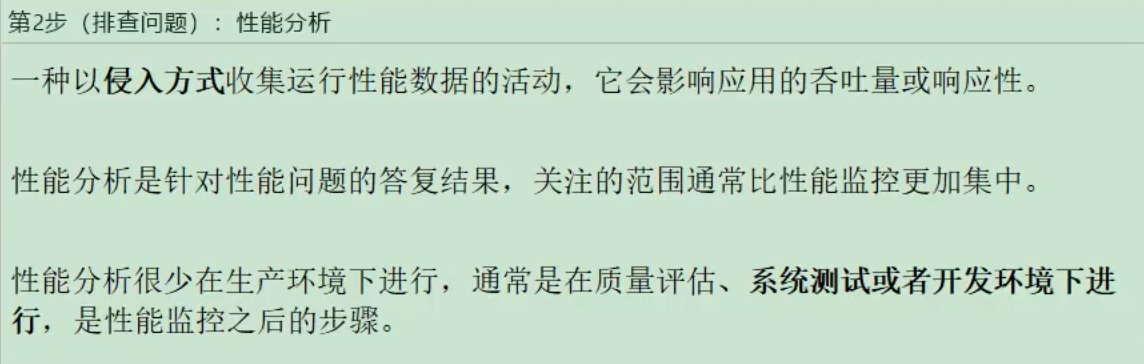 第2步（排查问题）：性能分析
一种以侵入方式收集运行性能数据的活动，它会影响应用的吞吐量或响应性。
性能分析是针对性能问题的答复结果，关注的范围通常比性能监控更加集中。
性能分析很少在生产环境下进行，通常是在质量评估、系统测试或者开发环境下进
行，是性能监控之后的步骤。